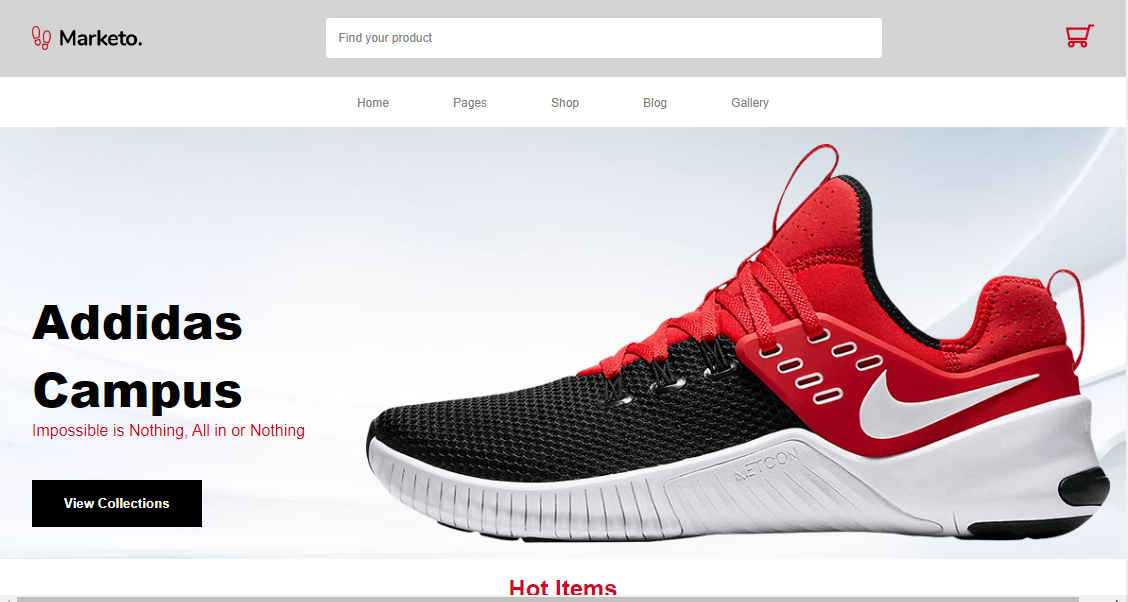 Marketo.
Find your product
Home Pages Shop Blog Gallery
Addidas
Campus
Impossible is Nothing, All in or Nothing
METCON
View Collections
Hot Items